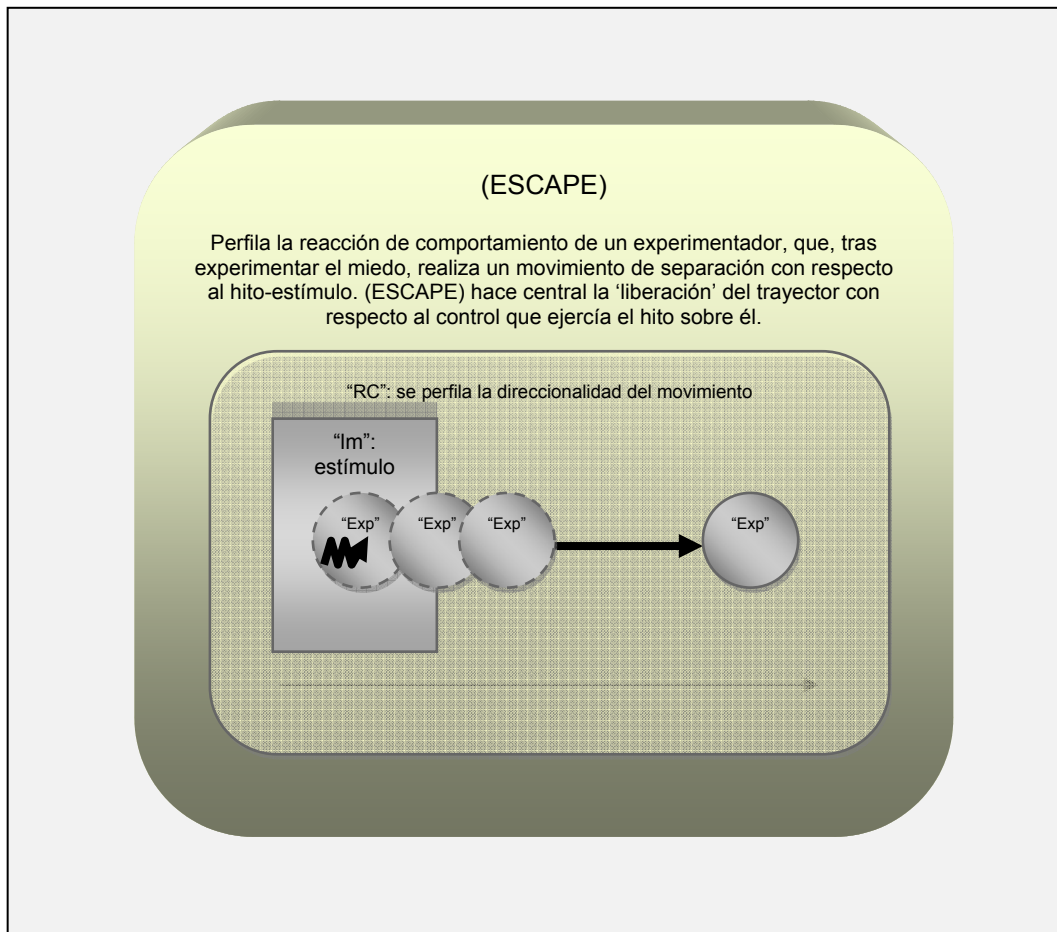 (ESCAPE)
Perfila la reacción de comportamiento de un experimentador, que, tras
experimentar el miedo, realiza un movimiento de separación con respecto
al hito-estímulo. (ESCAPE) hace central la ‘liberación’ del trayector con
respecto al control que ejercía el hito sobre él.
“RC”: se perfila la direccionalidad del movimiento
“lm”:
estímulo
“Exp” “Exp” “Exp” “Exp”